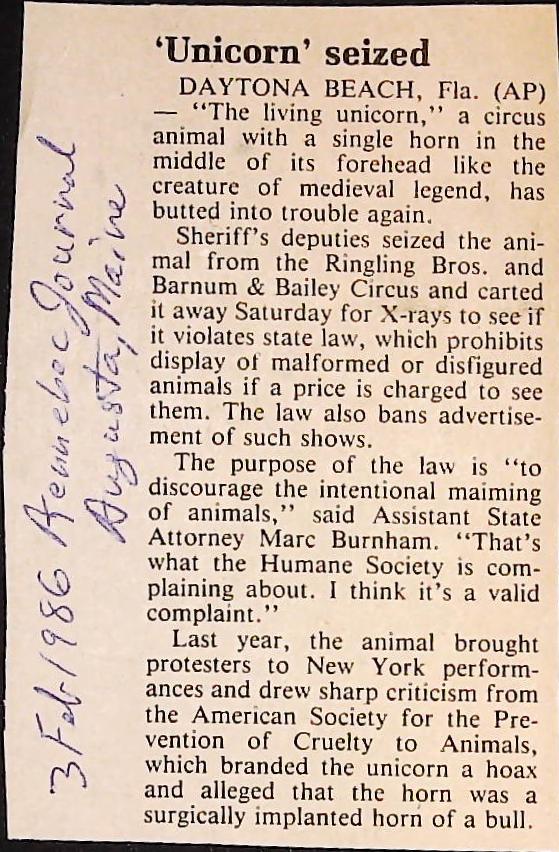 'Unicorn' seized
DAYTONA BEACH, Fla. (AP)
— "The living unicorn," a circus
animal with a single horn in the
middle of its forehead like the
creature of medieval legend, has
butted into trouble again.
Sheriff's deputies seized the ani-
mal from the Ringling Bros. and
Barnum & Bailey Circus and carted
it away Saturday for X-rays to see if
it violates state law, which prohibits
display of malformed or disfigured
animals if a price is charged to see
them. The law also bans advertise-
ment of such shows.
The purpose of the law is "to
discourage the intentional maiming
of animals," said Assistant State
Attorney Marc Burnham. "That's
what the Humane Society is com-
plaining about. I think it's a valid
complaint."
Last year, the animal brought
protesters to New York perform-
ances and drew sharp criticism from
the American Society for the Pre-
vention of Cruelty to Animals,
which branded the unicorn a hoax
and alleged that the horn was a
surgically implanted horn of a bull.
3 Feb 1986 Kennebec Journal
Augusta, Maine